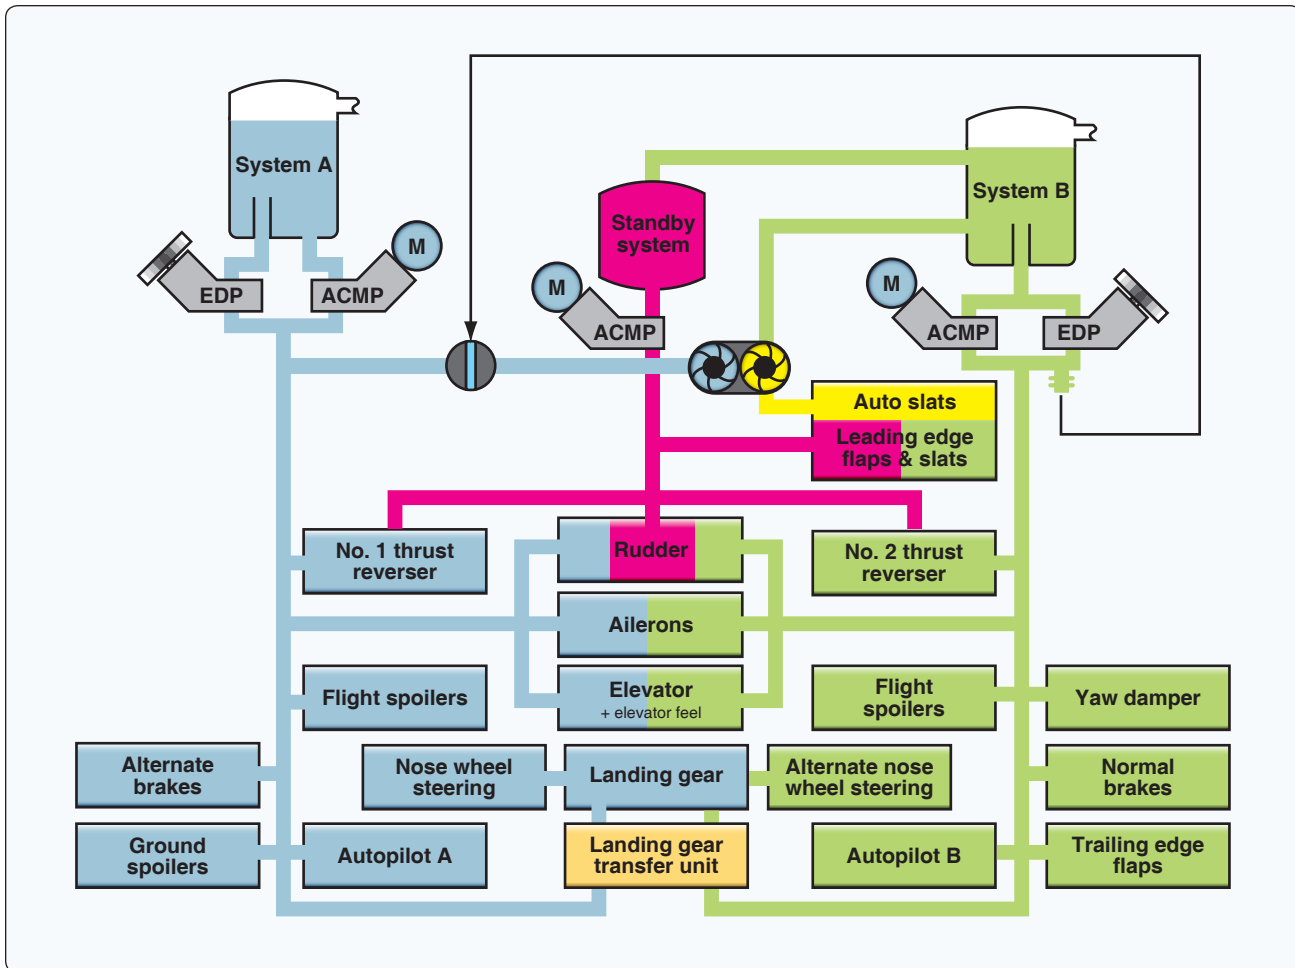 System A
System B
Standby
system
M
EDP
ACMP
M
ACMP
M
ACMP
EDP
Auto slats
Leading edge
flaps & slats
No. 1 thrust
reverser
Rudder
No. 2 thrust
reverser
Ailerons
Flight spoilers
Elevator
+ elevator feel
Flight
spoilers
Yaw damper
Alternate
brakes
Nose wheel
steering
Landing gear
Alternate nose
wheel steering
Normal
brakes
Ground
spoilers
Autopilot A
Landing gear
transfer unit
Autopilot B
Trailing edge
flaps